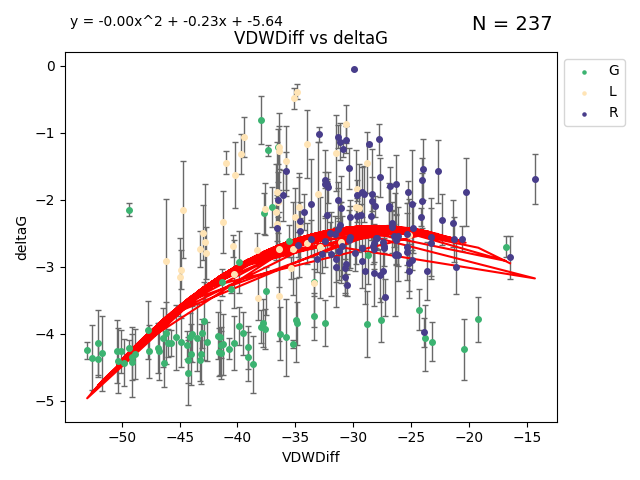 y = -0.00x^2 + -0.23x + -5.64
N = 237
VDWDiff vs deltaG
G
L
R
deltaG
0
−1
−2
−3
−4
−5
−50 −45 −40 −35 −30 −25 −20 −15
VDWDiff